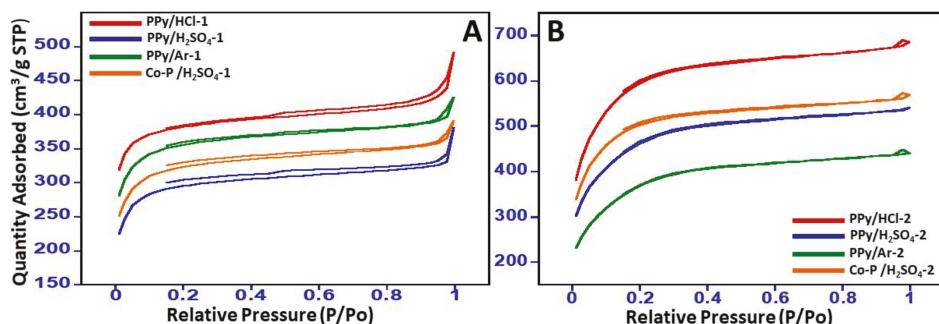 A
PPy/HCl-1
PPy/H₂SO₄-1
PPy/Ar-1
Co-P /H₂SO₄-1
Quantity Adsorbed (cm³/g STP)
500
450
400
350
300
250
200
150
0
0.2
0.4
0.6
0.8
1
Relative Pressure (P/Po)
B
700
600
500
400
300
PPy/HCl-2
PPy/H₂SO₄-2
PPy/Ar-2
Co-P /H₂SO₄-2
0
0.2
0.4
0.6
0.8
1
Relative Pressure (P/Po)